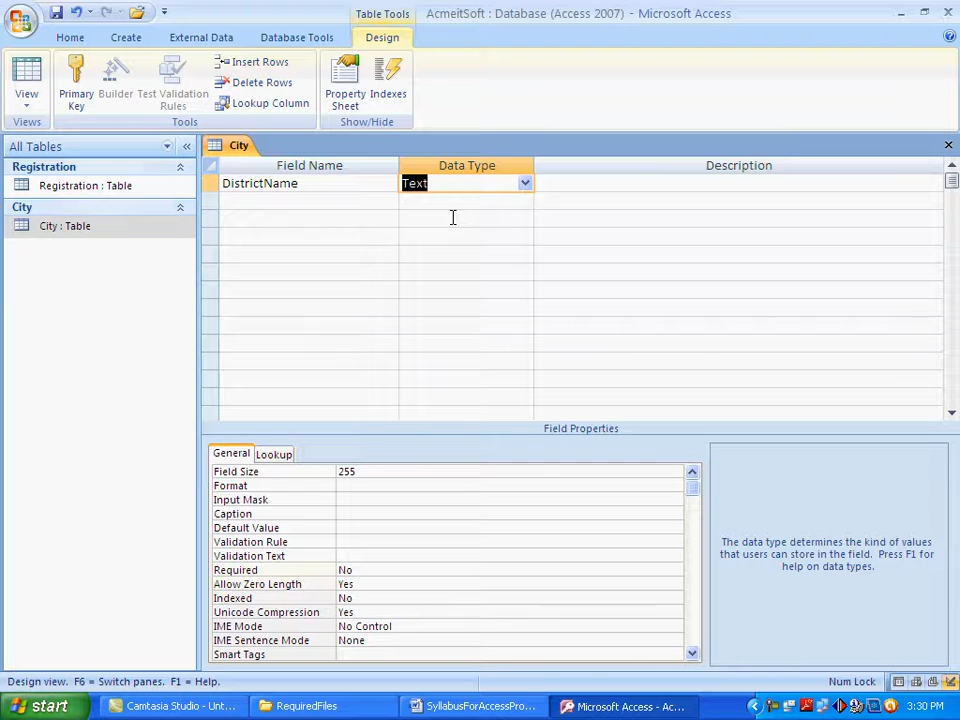 Table Tools
AcmeitSoft : Database (Access 2007) - Microsoft Access
Home
Create
External Data
Database Tools
Design
View
Primary Key
Builder
Test Validation Rules
Insert Rows
Delete Rows
Lookup Column
Property Sheet
Indexes
Views
Tools
Show/Hide
All Tables
Registration
Registration : Table
City
City : Table
City
Field Name
Data Type
Description
DistrictName
Text
Field Properties
General
Lookup
Field Size 255
Format
Input Mask
Caption
Default Value
Validation Rule
Validation Text
Required No
Allow Zero Length Yes
Indexed No
Unicode Compression Yes
IME Mode No Control
IME Sentence Mode None
Smart Tags
The data type determines the kind of values
that users can store in the field. Press F1 for
help on data types.
Design view. F6 = Switch panes. F1 = Help.
Num Lock
start
Camtasia Studio - Unt...
RequiredFiles
SyllabusForAccessPro...
Microsoft Access - Ac...
3:30 PM